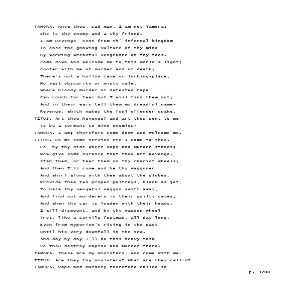 TAMORA. Know thou, sad man, I am not Tamora:
She is thy enemy and I thy friend.
I am Revenge, sent from th' infernal kingdom
To ease the gnawing vulture of thy mind
By working wreakful vengeance on thy foes.
Come down and welcome me to this world's light;
Confer with me of murder and of death;
There's not a hollow cave or lurking-place,
No vast obscurity or misty vale,
Where bloody murder or detested rape
Can couch for fear but I will find them out;
And in their ears tell them my dreadful name-
Revenge, which makes the foul offender quake.
TITUS. Art thou Revenge? and art thou sent to me
To be a torment to mine enemies?
TAMORA. I am; therefore come down and welcome me.
TITUS. Do me some service ere I come to thee.
Lo, by thy side where Rape and Murder stands;
Now give some surance that thou art Revenge-
Stab them, or tear them on thy chariot wheels;
And then I'll come and be thy waggoner
And whirl along with thee about the globes.
Provide thee two proper palfreys, black as jet,
To hale thy vengeful waggon swift away,
And find out murderers in their guilty caves;
And when thy car is loaden with their heads,
I will dismount, and by thy waggon wheel
Trot, like a servile footman, all day long,
Even from Hyperion's rising in the east
Until his very downfall in the sea.
And day by day I'll do this heavy task,
So thou destroy Rapine and Murder there.
TAMORA. These are my ministers, and come with me.
TITUS. Are they thy ministers? What are they call'd?
TAMORA. Rape and Murder; therefore called so